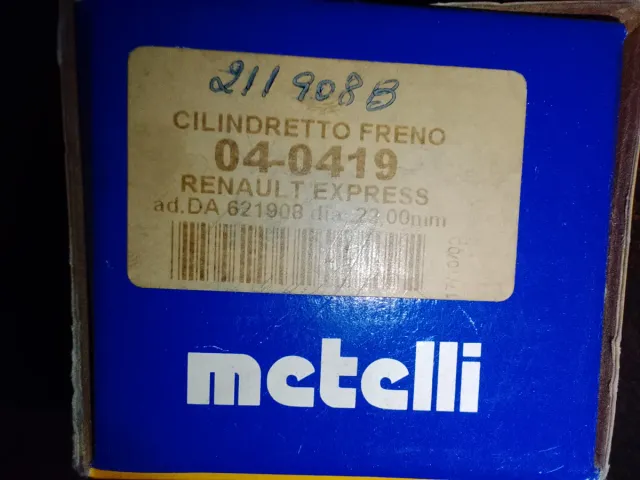 211908B
CILINDRETTO FRENO
04-0419
RENAULT EXPRESS
ad.DA 621908 dia. 22,00mm
metelli